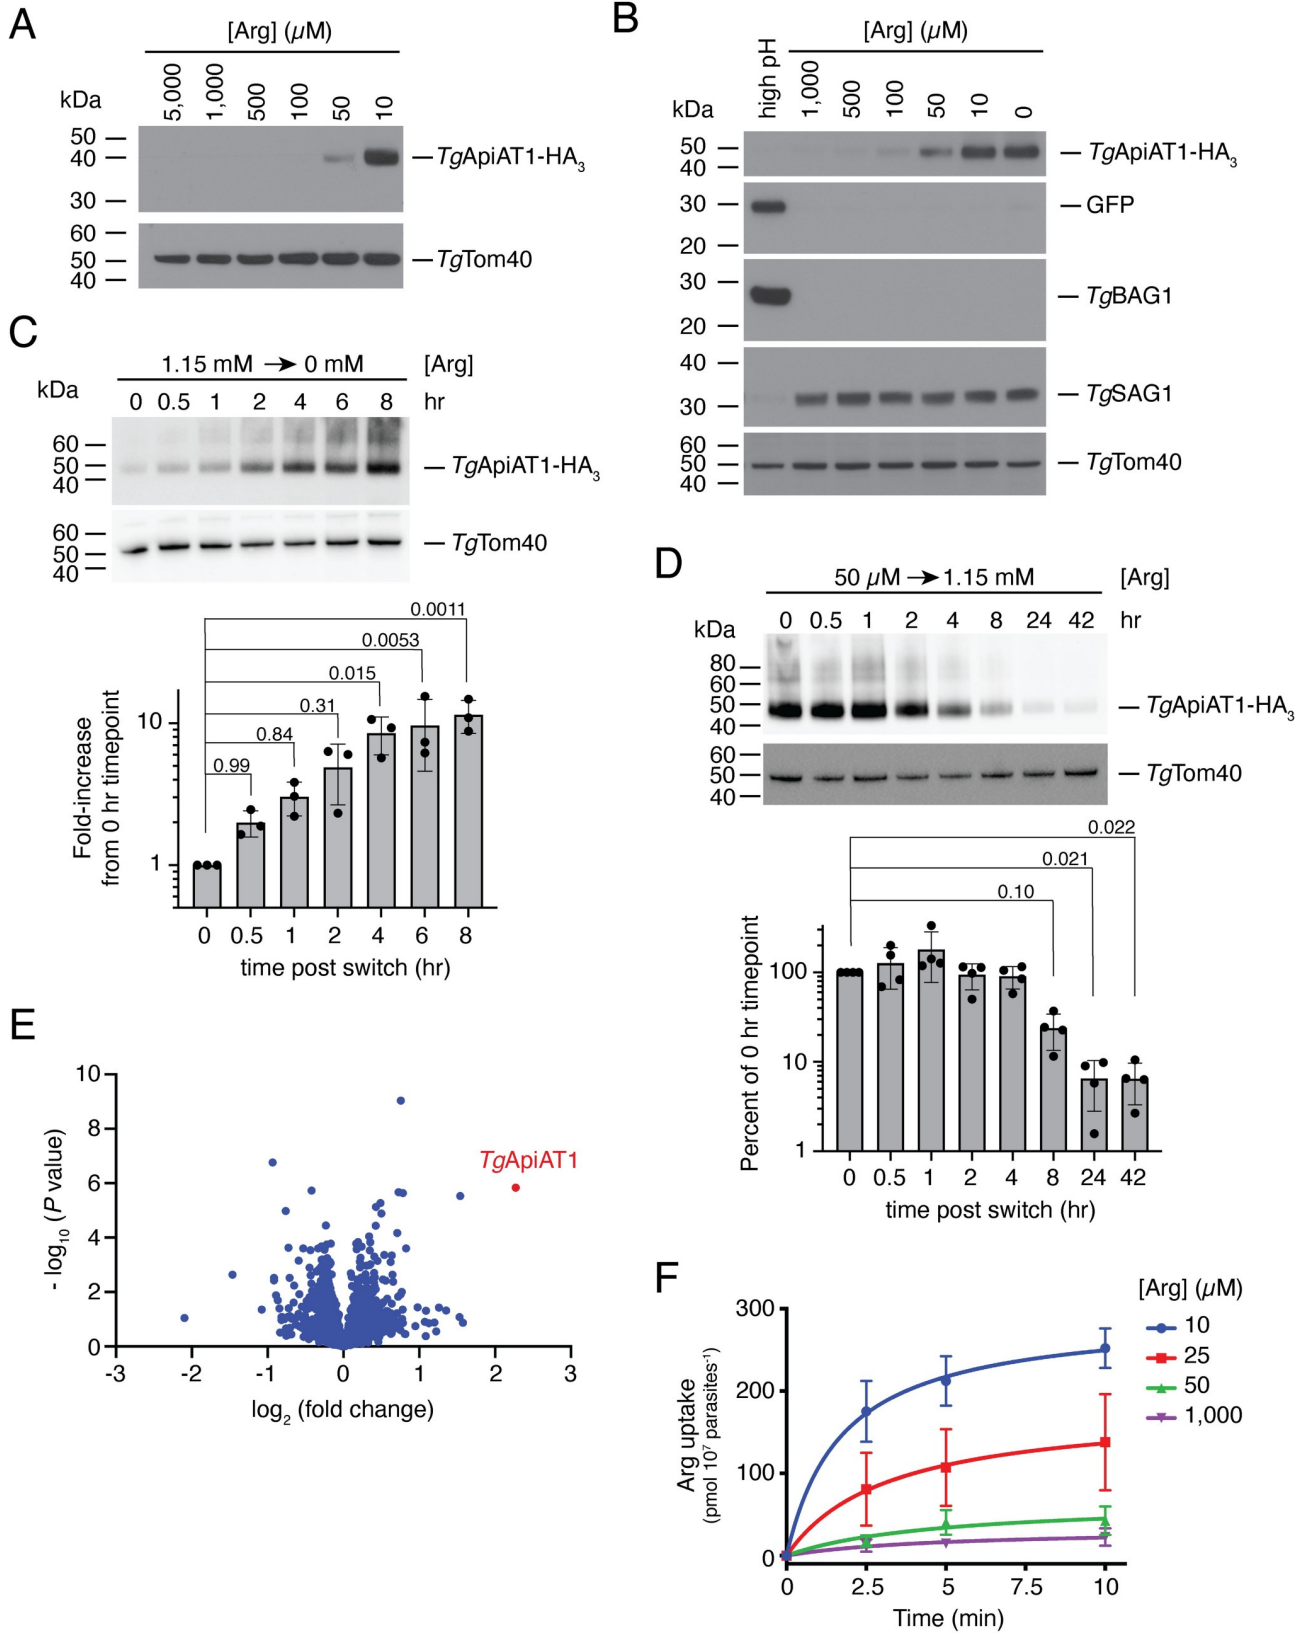 A
[Arg] (µM)
kDa
5,000
1,000
500
100
50
10
50
40
30
TgApiAT1-HA3
60
50
40
TgTom40
B
[Arg] (µM)
kDa
high pH
1,000
500
100
50
10
0
50
40
TgApiAT1-HA3
30
20
GFP
30
20
TgBAG1
40
30
TgSAG1
60
50
40
TgTom40
C
1.15 mM → 0 mM [Arg]
kDa
0 0.5 1 2 4 6 8 hr
60
50
40
TgApiAT1-HA3
60
50
40
TgTom40
0.0011
0.0053
0.015
0.31
0.84
0.99
Fold-increase
from 0 hr timepoint
10
1
0 0.5 1 2 4 6 8
time post switch (hr)
D
50 µM → 1.15 mM [Arg]
0 0.5 1 2 4 8 24 42 hr
kDa
80
60
50
40
TgApiAT1-HA3
60
50
40
TgTom40
0.022
0.021
0.10
Percent of 0 hr timepoint
100
10
1
0 0.5 1 2 4 8 24 42
time post switch (hr)
E
- log10 (P value)
10
8
6
4
2
0
TgApiAT1
-3 -2 -1 0 1 2 3
log2 (fold change)
F
Arg uptake
(pmol 10⁷ parasites⁻¹)
300
200
100
0
0 2.5 5 7.5 10
Time (min)
[Arg] (µM)
10
25
50
1,000